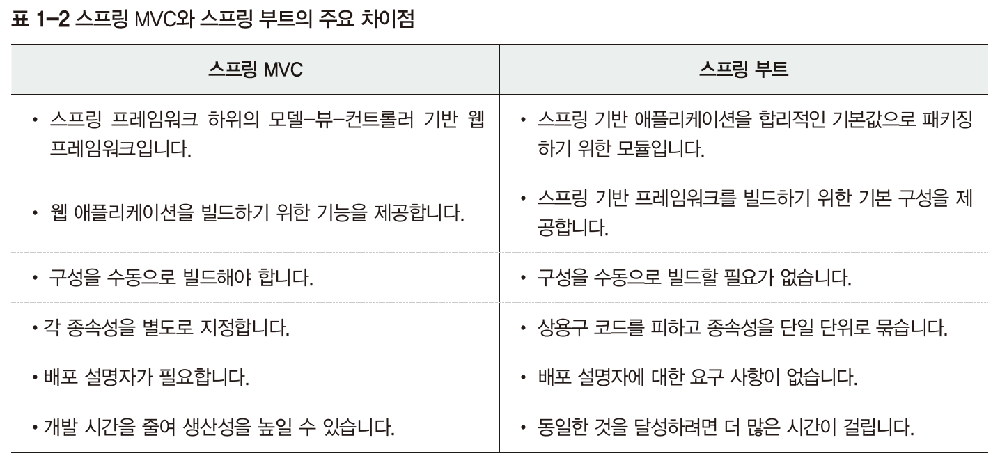 표 1-2 스프링 MVC와 스프링 부트의 주요 차이점
스프링 MVC
스프링 부트
• 스프링 프레임워크 하위의 모델-뷰-컨트롤러 기반 웹
프레임워크입니다.
• 스프링 기반 애플리케이션을 합리적인 기본값으로 패키징
하기 위한 모듈입니다.
• 웹 애플리케이션을 빌드하기 위한 기능을 제공합니다.
• 스프링 기반 프레임워크를 빌드하기 위한 기본 구성을 제
공합니다.
• 구성을 수동으로 빌드해야 합니다.
• 구성을 수동으로 빌드할 필요가 없습니다.
• 각 종속성을 별도로 지정합니다.
• 상용구 코드를 피하고 종속성을 단일 단위로 묶습니다.
• 배포 설명자가 필요합니다.
• 배포 설명자에 대한 요구 사항이 없습니다.
• 개발 시간을 줄여 생산성을 높일 수 있습니다.
• 동일한 것을 달성하려면 더 많은 시간이 걸립니다.